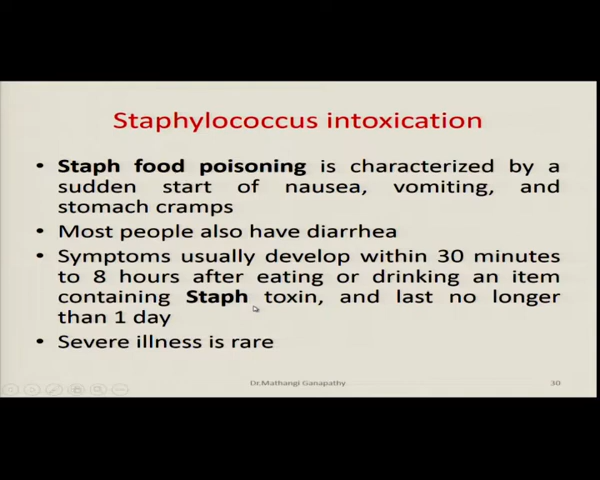 Staphylococcus intoxication
• Staph food poisoning is characterized by a
sudden start of nausea, vomiting, and
stomach cramps
• Most people also have diarrhea
• Symptoms usually develop within 30 minutes
to 8 hours after eating or drinking an item
containing Staph toxin, and last no longer
than 1 day
• Severe illness is rare
Dr.Mathangi Ganapathy
30